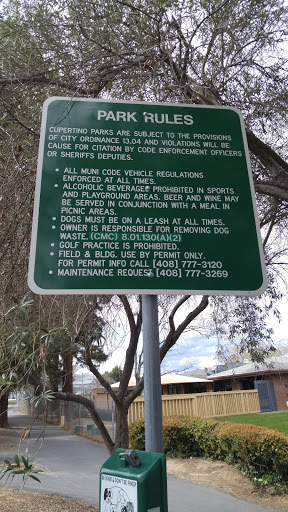 PARK RULES
CUPERTINO PARKS ARE SUBJECT TO THE PROVISIONS
OF CITY ORDINANCE 13.04 AND VIOLATIONS WILL BE
CAUSE FOR CITATION BY CODE ENFORCEMENT OFFICERS
OR SHERIFFS DEPUTIES.
• ALL MUNI CODE VEHICLE REGULATIONS
ENFORCED AT ALL TIMES.
• ALCOHOLIC BEVERAGES PROHIBITED IN SPORTS
AND PLAYGROUND AREAS. BEER AND WINE MAY
BE SERVED IN CONJUNCTION WITH A MEAL IN
PICNIC AREAS.
• DOGS MUST BE ON A LEASH AT ALL TIMES.
• OWNER IS RESPONSIBLE FOR REMOVING DOG
WASTE. (CMC) 8.01.130(A)(2)
• GOLF PRACTICE IS PROHIBITED.
• FIELD & BLDG. USE BY PERMIT ONLY.
FOR PERMIT INFO CALL (408) 777-3120
• MAINTENANCE REQUEST (408) 777-3269